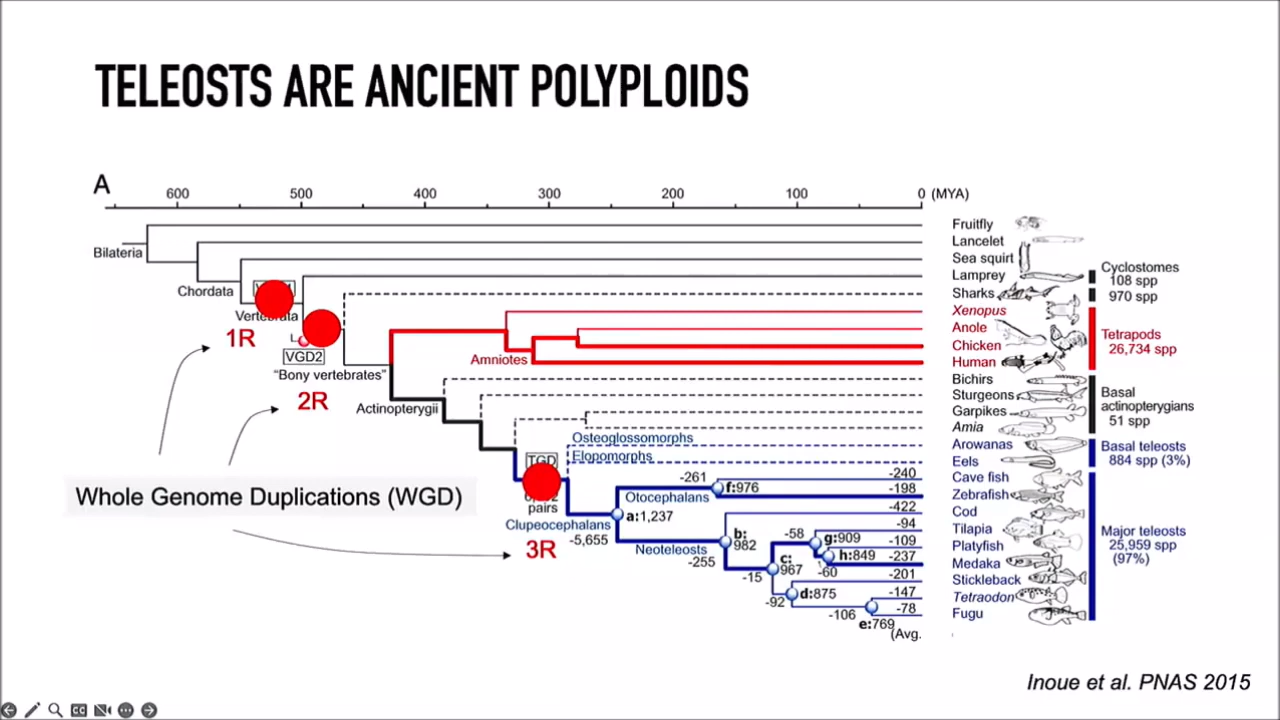 TELEOSTS ARE ANCIENT POLYPLOIDS
A
600 500 400 300 200 100 0 (MYA)
Bilateria
Chordata
Vertebrata
1R
VGD2
"Bony vertebrates"
2R
Actinopterygii
Amniotes
Whole Genome Duplications (WGD)
TGD
pairs
Clupeocephalans
-5,655
3R
Osteoglossomorphs
Elopomorphs
Otocephalans
Neoteleosts
a:1,237
-261
f:976
-240
-198
-422
-255
b:
982
-94
-58
g:909
-109
h:849
-237
-60
-15
c:
967
-201
-92
d:875
-147
-106
-78
e:769
(Avg.
Fruitfly
Lancelet
Sea squirt
Lamprey
Sharks
Xenopus
Anole
Chicken
Human
Bichirs
Sturgeons
Garpikes
Amia
Arowanas
Eels
Cave fish
Zebrafish
Cod
Tilapia
Platyfish
Medaka
Stickleback
Tetraodon
Fugu
Cyclostomes
108 spp
970 spp
Tetrapods
26,734 spp
Basal
actinopterygians
51 spp
Basal teleosts
884 spp (3%)
Major teleosts
25,959 spp
(97%)
Inoue et al. PNAS 2015